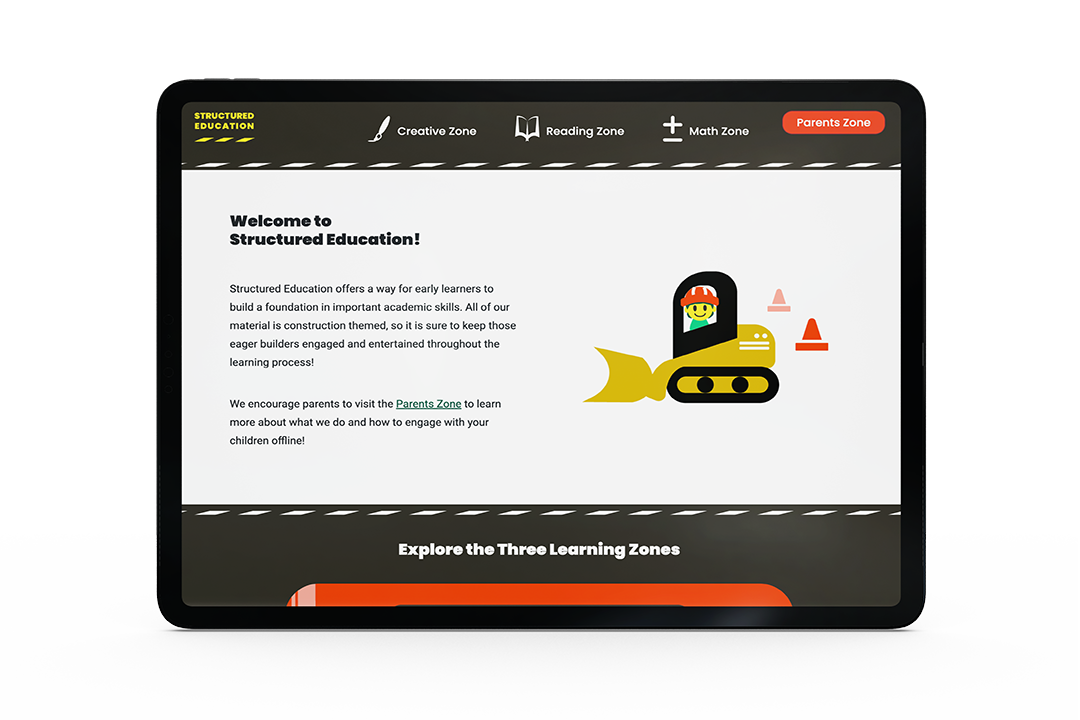 STRUCTURED
EDUCATION
Creative Zone
Reading Zone
Math Zone
Parents Zone
Welcome to
Structured Education!
Structured Education offers a way for early learners to
build a foundation in important academic skills. All of our
material is construction themed, so it is sure to keep those
eager builders engaged and entertained throughout the
learning process!
We encourage parents to visit the Parents Zone to learn
more about what we do and how to engage with your
children offline!
Explore the Three Learning Zones